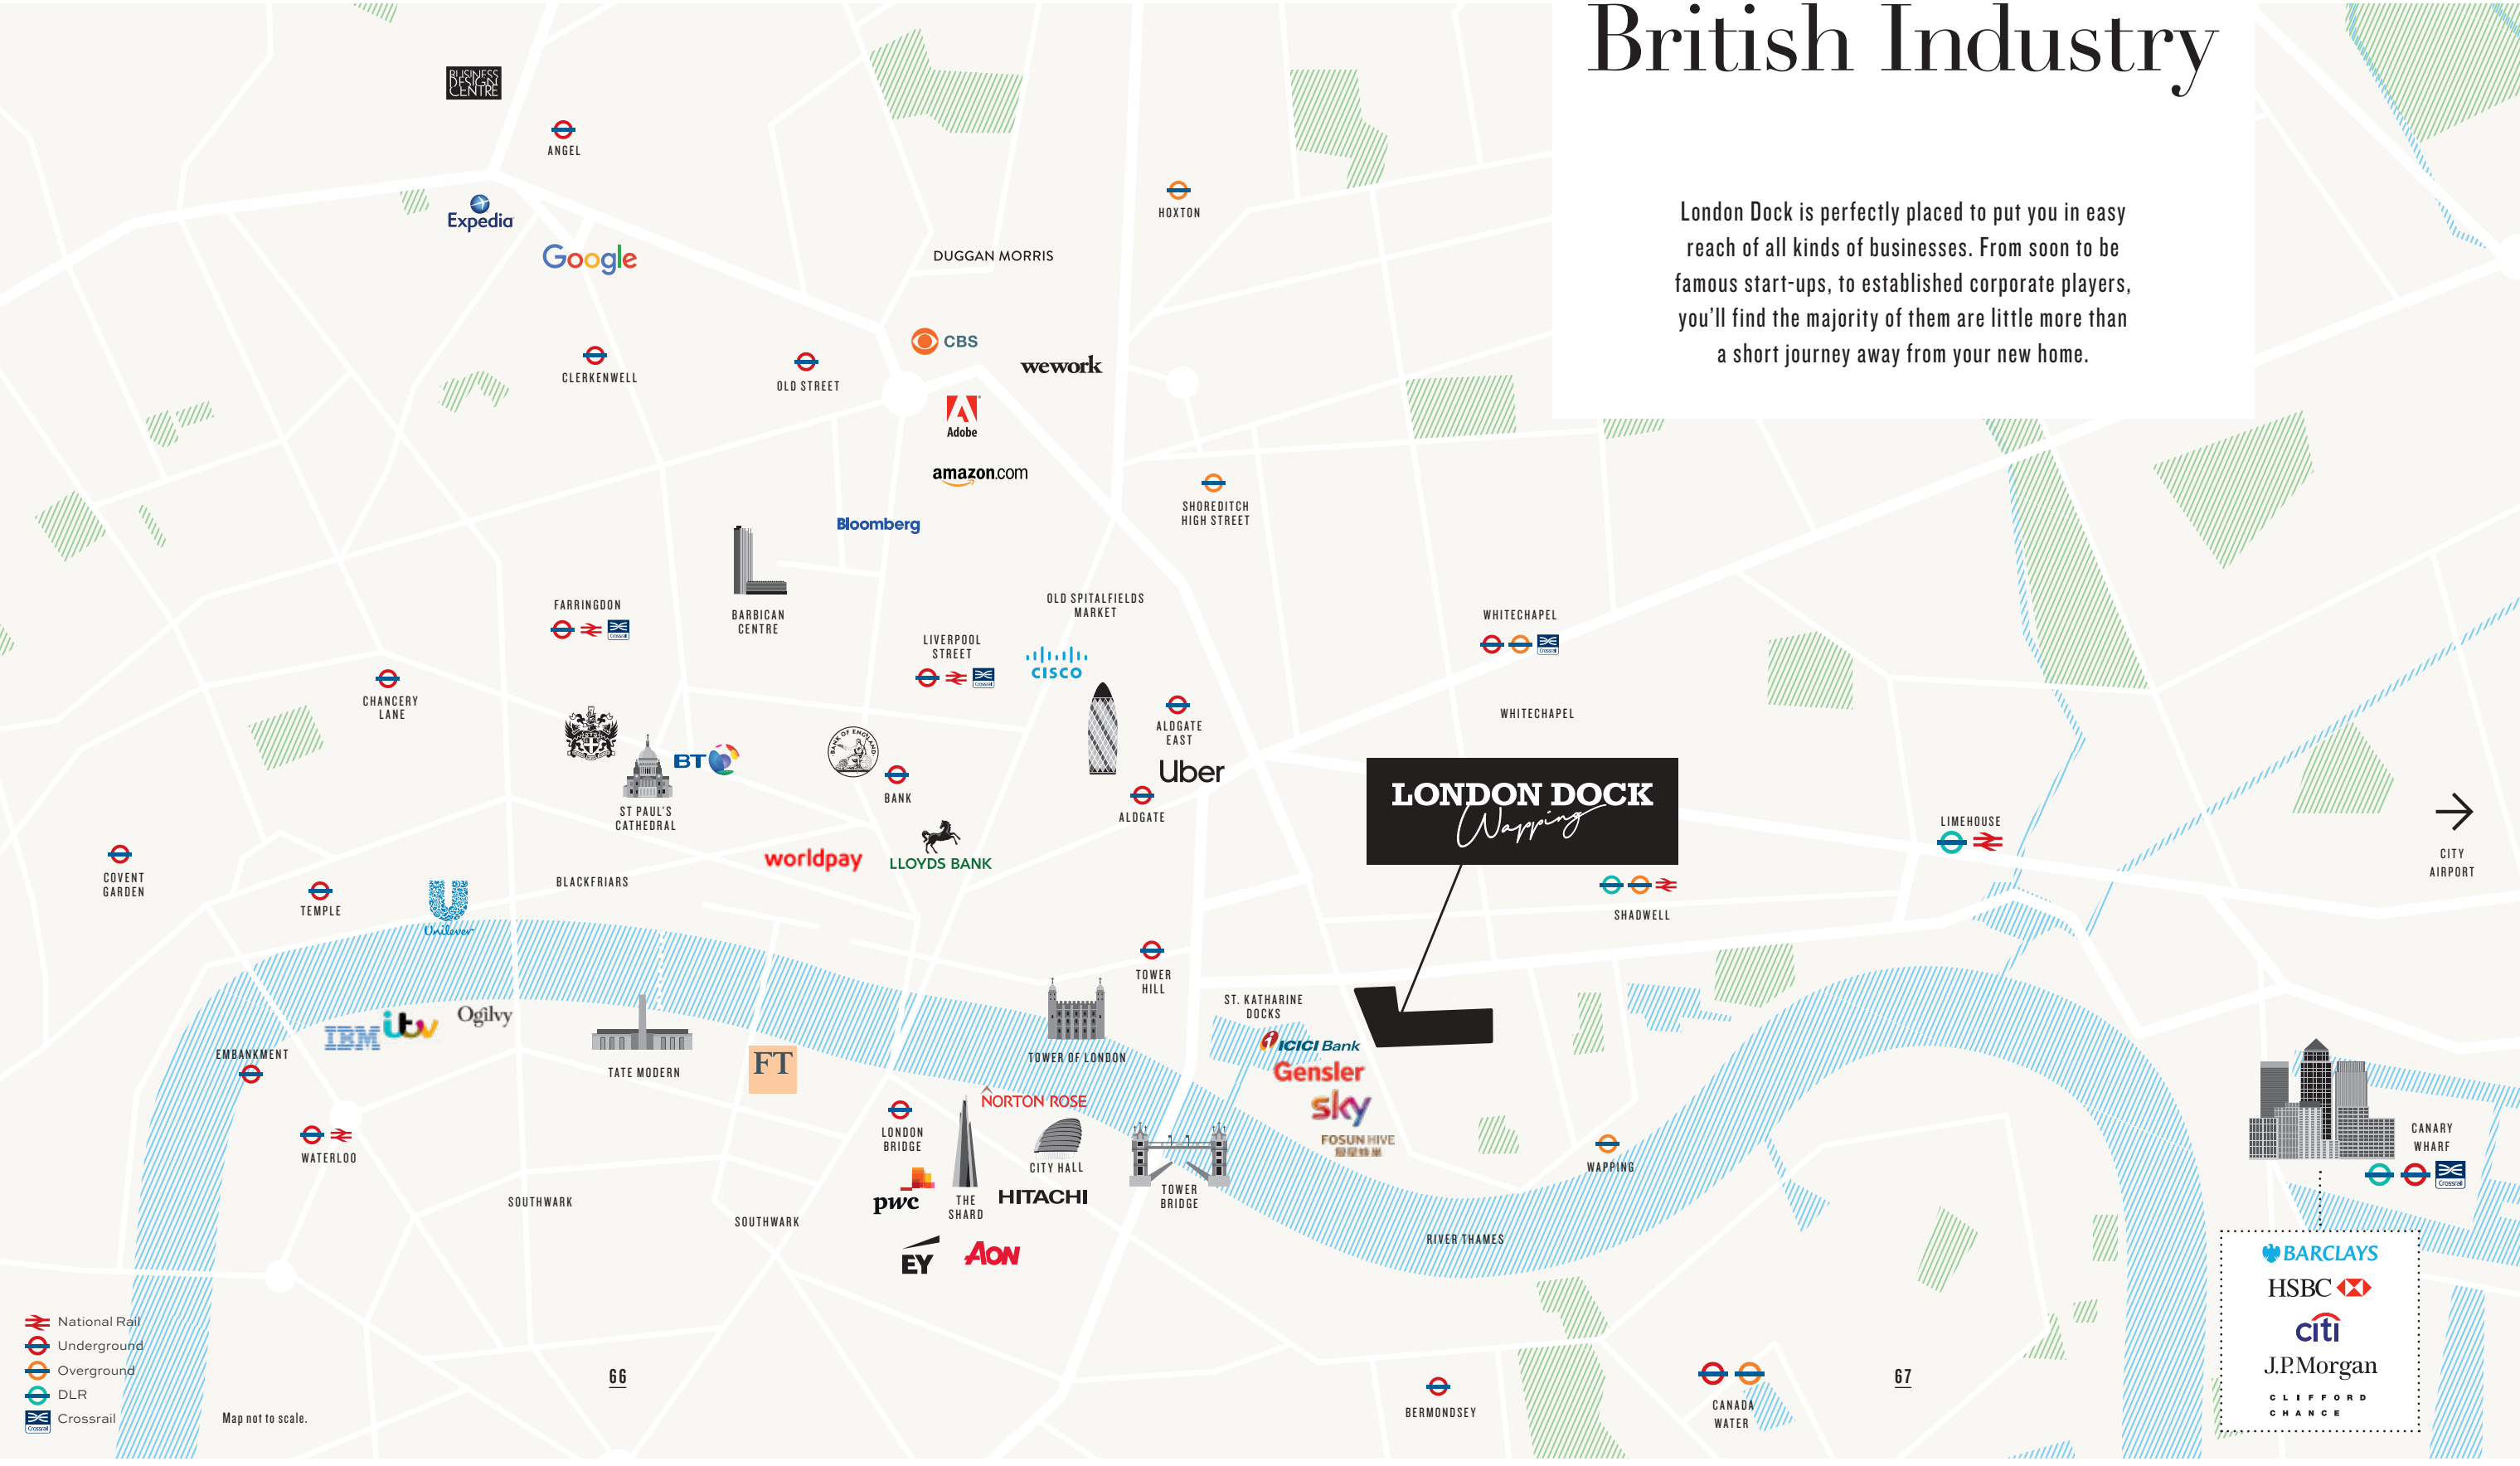 British Industry
London Dock is perfectly placed to put you in easy
reach of all kinds of businesses. From soon to be
famous start-ups, to established corporate players,
you'll find the majority of them are little more than
a short journey away from your new home.
BUSINESS
DESIGN
CENTRE
ANGEL
Expedia
Google
HOXTON
DUGGAN MORRIS
CBS
wework
CLERKENWELL
OLD STREET
Adobe
amazon.com
SHOREDITCH
HIGH STREET
Bloomberg
BARBICAN
CENTRE
FARRINGDON
Crossrail
OLD SPITALFIELDS
MARKET
LIVERPOOL
STREET
Crossrail
CISCO
WHITECHAPEL
Crossrail
WHITECHAPEL
CHANCERY
LANE
BT
ST PAUL'S
CATHEDRAL
BANK OF ENGLAND
BANK
ALDGATE
EAST
Uber
ALDGATE
LONDON DOCK
Wapping
worldpay
LLOYDS BANK
LIMEHOUSE
CITY
AIRPORT
COVENT
GARDEN
TEMPLE
Unilever
BLACKFRIARS
SHADWELL
TOWER
HILL
ST. KATHARINE
DOCKS
ICICI Bank
Gensler
sky
FOSUN HIVE
IBM
itv
Ogilvy
EMBANKMENT
TATE MODERN
FT
TOWER OF LONDON
NORTON ROSE
LONDON
BRIDGE
CITY HALL
WATERLOO
WAPPING
CANARY
WHARF
Crossrail
pwc
THE
SHARD
HITACHI
TOWER
BRIDGE
SOUTHWARK
SOUTHWARK
RIVER THAMES
EY
AON
BARCLAYS
HSBC
citi
J.P.Morgan
CLIFFORD
CHANCE
National Rail
Underground
Overground
DLR
Crossrail
Crossrail
Map not to scale.
66
BERMONDSEY
CANADA
WATER
67